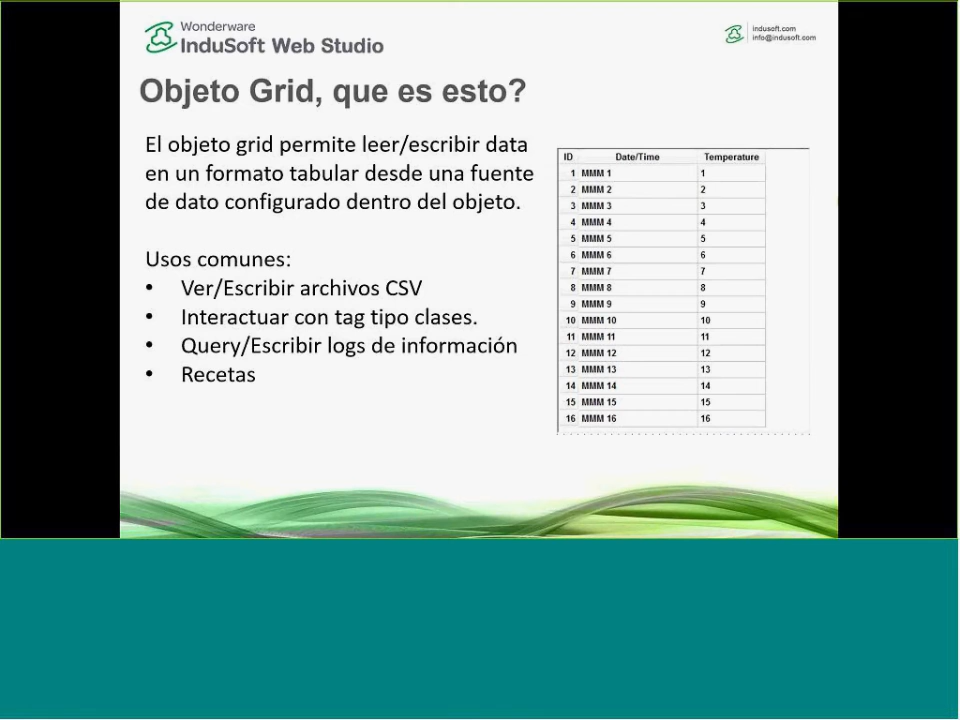 Wonderware
InduSoft Web Studio
indusoft.com
info@indusoft.com
Objeto Grid, que es esto?
El objeto grid permite leer/escribir data
en un formato tabular desde una fuente
de dato configurado dentro del objeto.
Usos comunes:
• Ver/Escribir archivos CSV
• Interactuar con tag tipo clases.
• Query/Escribir logs de información
• Recetas
ID Date/Time Temperature
1 MMM 1 1
2 MMM 2 2
3 MMM 3 3
4 MMM 4 4
5 MMM 5 5
6 MMM 6 6
7 MMM 7 7
8 MMM 8 8
9 MMM 9 9
10 MMM 10 10
11 MMM 11 11
12 MMM 12 12
13 MMM 13 13
14 MMM 14 14
15 MMM 15 15
16 MMM 16 16